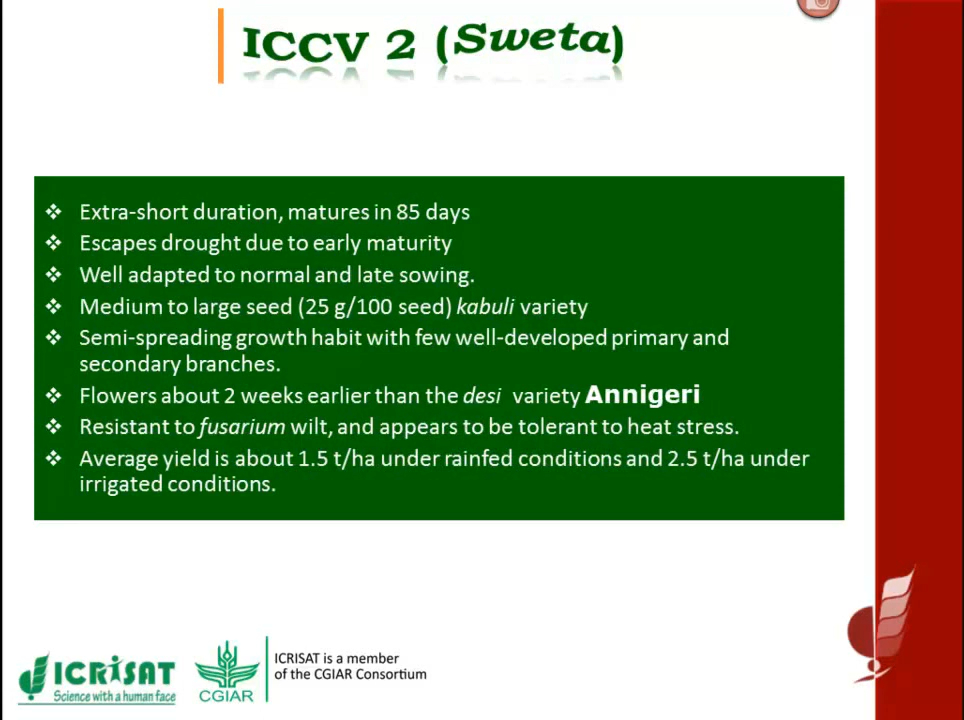 ICCV 2 (Sweta)
❖ Extra-short duration, matures in 85 days
❖ Escapes drought due to early maturity
❖ Well adapted to normal and late sowing.
❖ Medium to large seed (25 g/100 seed) kabuli variety
❖ Semi-spreading growth habit with few well-developed primary and
secondary branches.
❖ Flowers about 2 weeks earlier than the desi variety Annigeri
❖ Resistant to fusarium wilt, and appears to be tolerant to heat stress.
❖ Average yield is about 1.5 t/ha under rainfed conditions and 2.5 t/ha under
irrigated conditions.
ICRISAT
Science with a human face
CGIAR
ICRISAT is a member
of the CGIAR Consortium